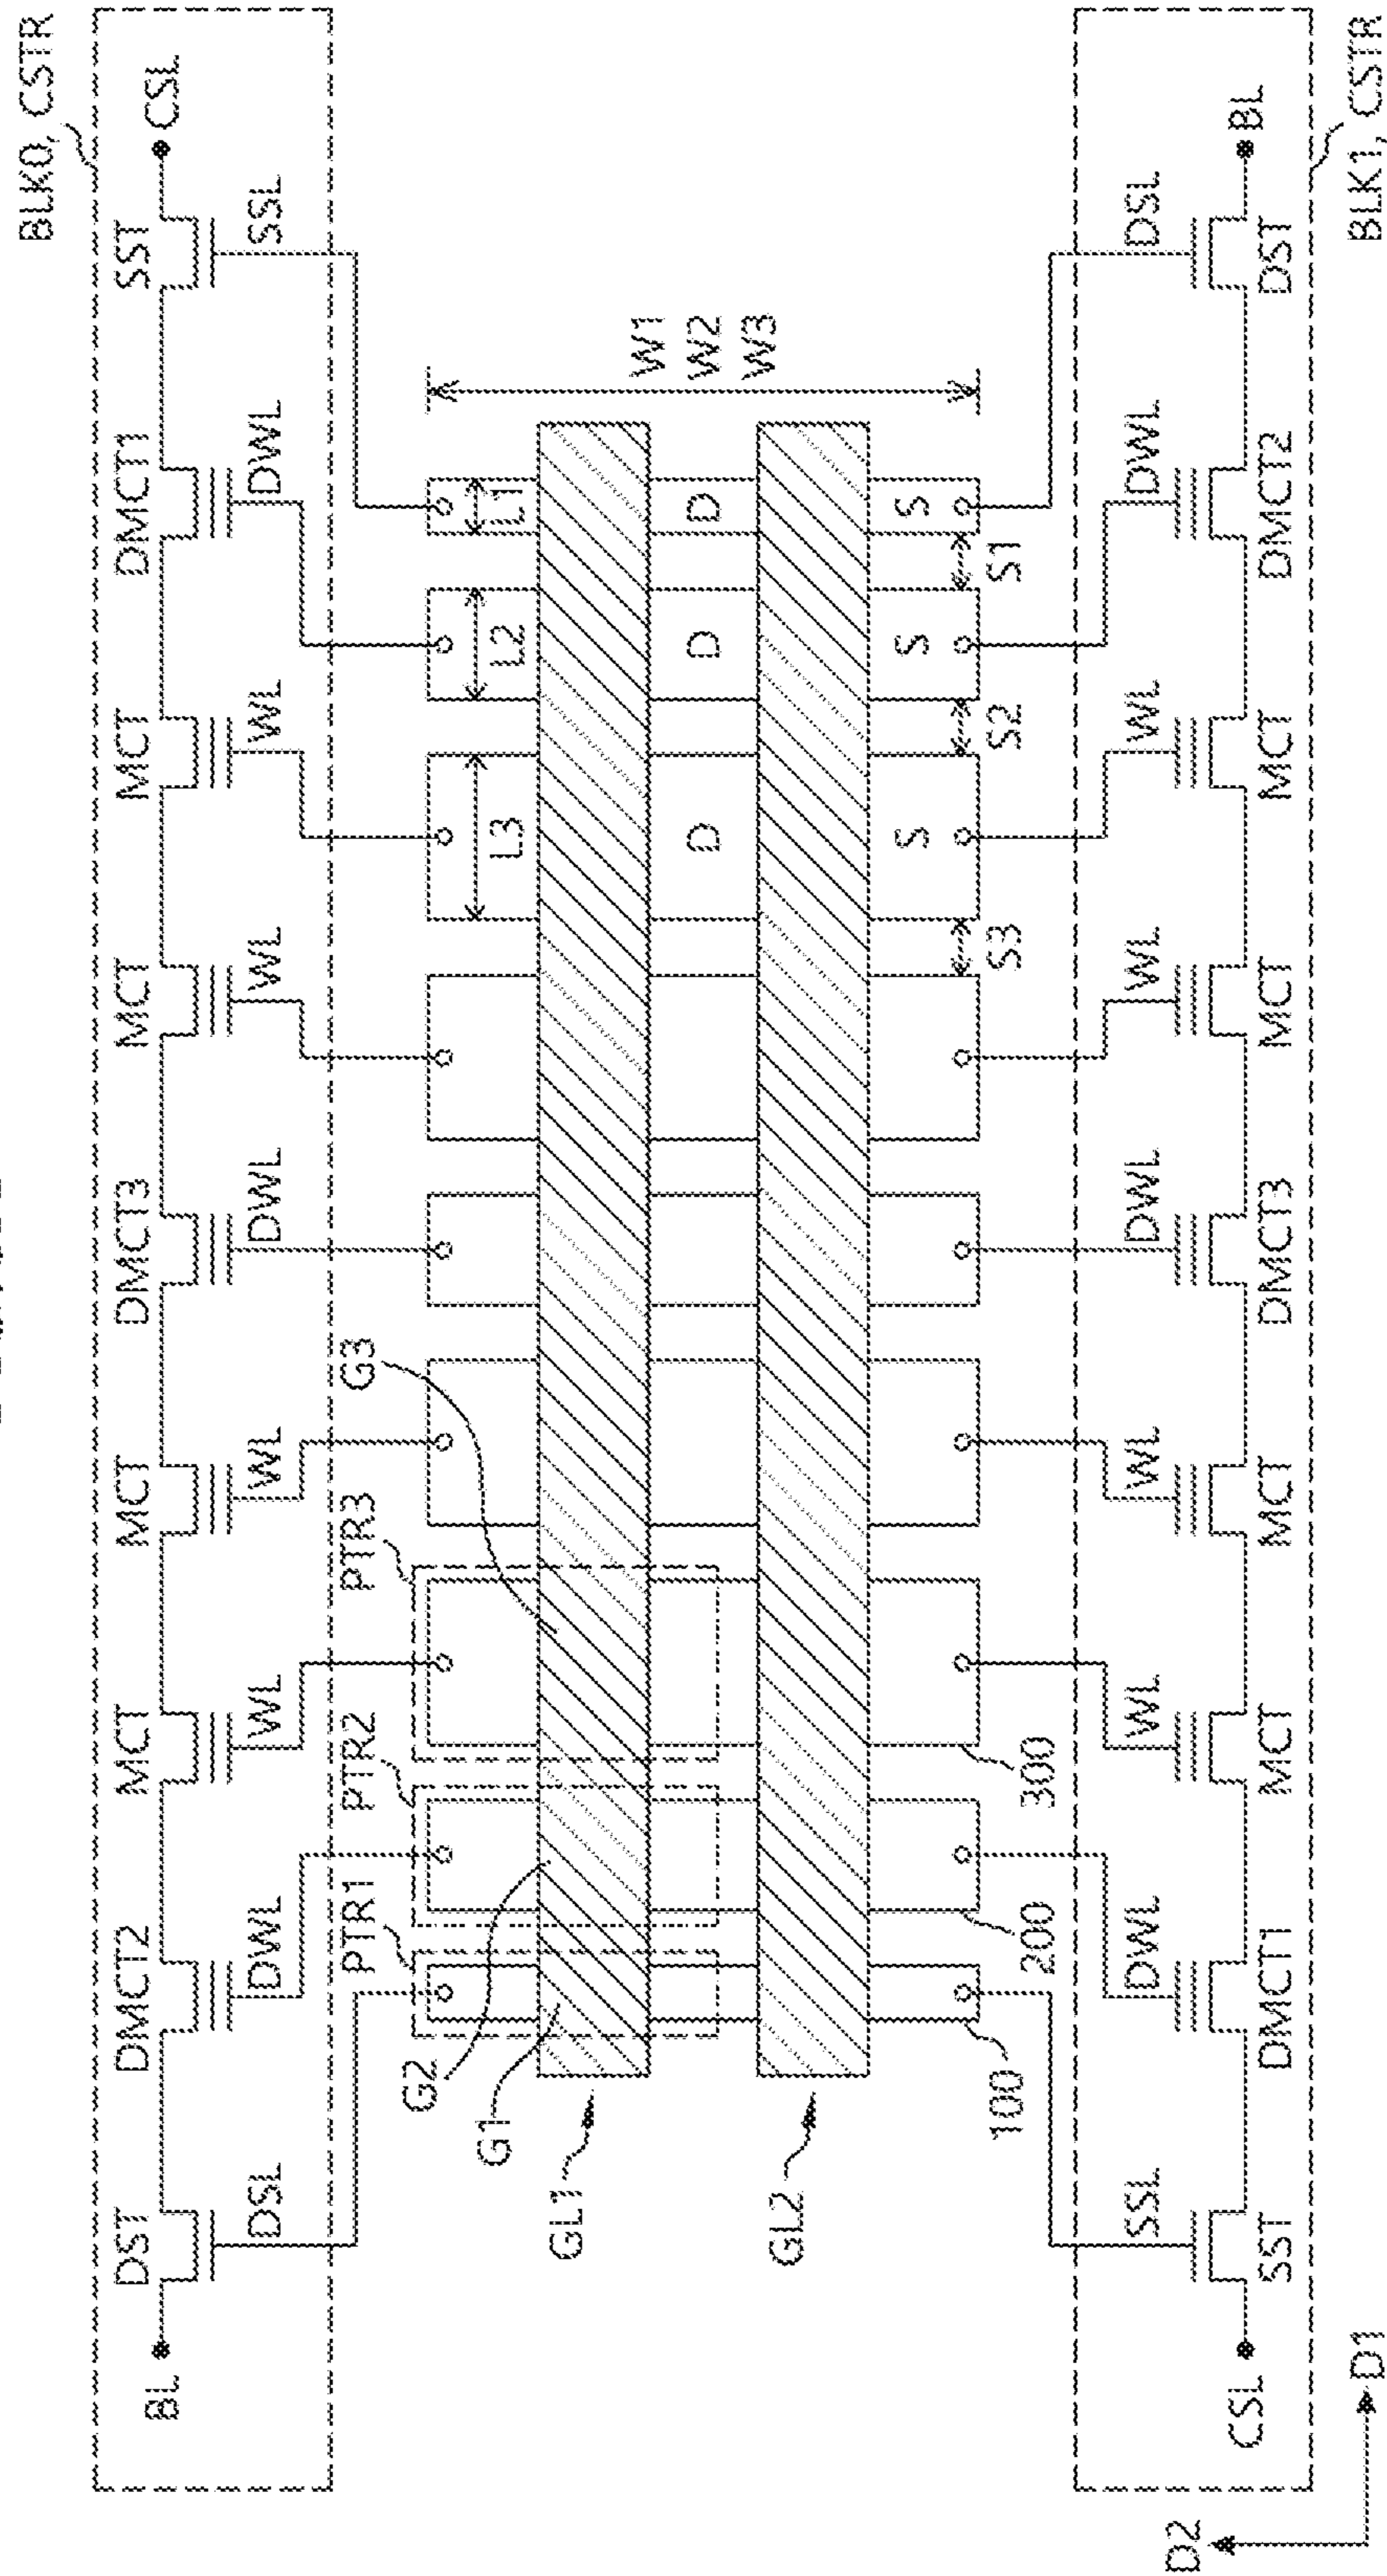 BLK0, CSTR
DST DMCT2 MCT MCT DMCT3 MCT MCT DMCT1 SST
BL CSL
DSL DWL WL WL DWL WL WL DWL SSL
PTR1 PTR2 PTR3 G3
G2
G1 L3 L2 L1
GL1
W1
W2
W3
D D D
GL2
S S S
100 200 300 S3 S2 S1
SSL DWL WL WL DWL WL WL DWL DSL
CSL BL
SST DMCT1 MCT MCT DMCT3 MCT MCT DMCT2 DST
BLK1, CSTR
D2
D1